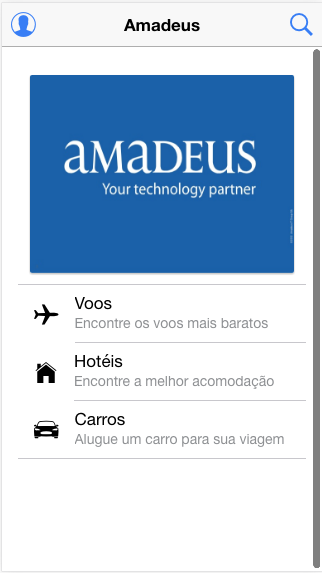 Amadeus
amaDEUS
Your technology partner
Voos
Encontre os voos mais baratos
Hotéis
Encontre a melhor acomodação
Carros
Alugue um carro para sua viagem